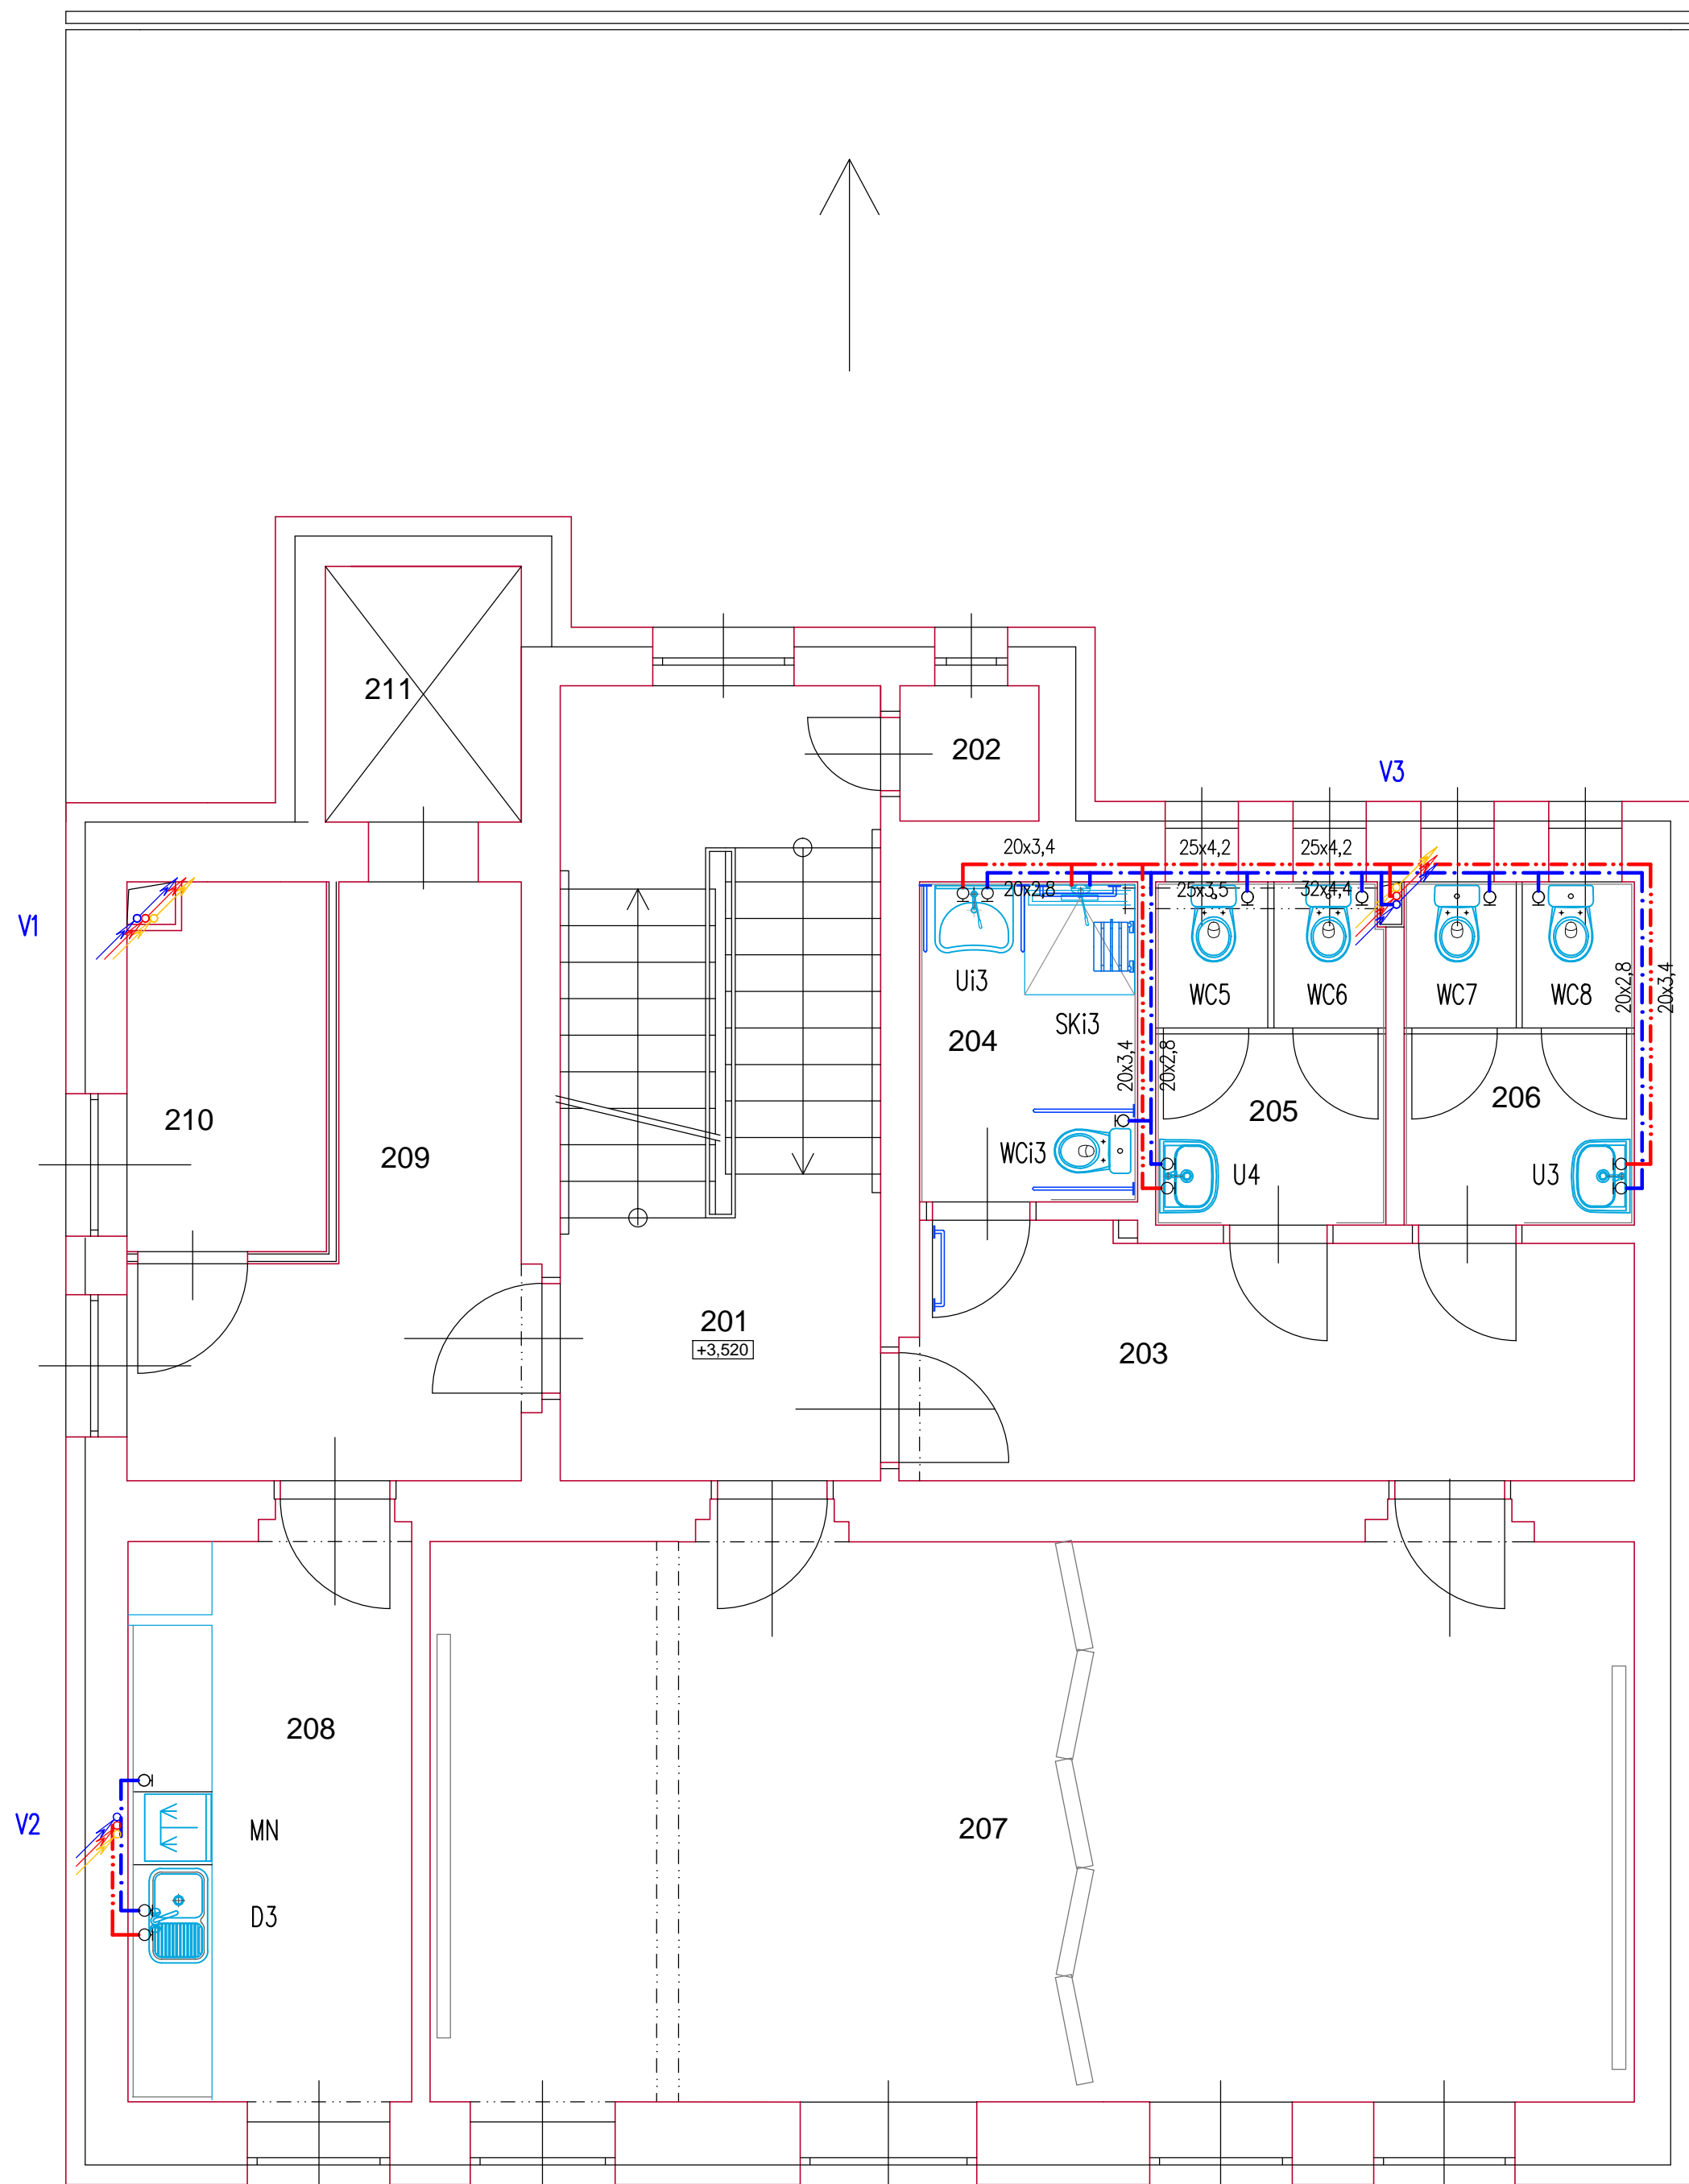 211
202
V3
20x3,4
25x4,2
25x4,2
20x2,8
25x3,5
32x4,4
V1
Ui3
SKi3
WC5
WC6
WC7
WC8
20x2,8
20x3,4
204
20x3,4
20x2,8
210
209
205
206
WCi3
U4
U3
201
+3,520
203
208
V2
MN
207
D3